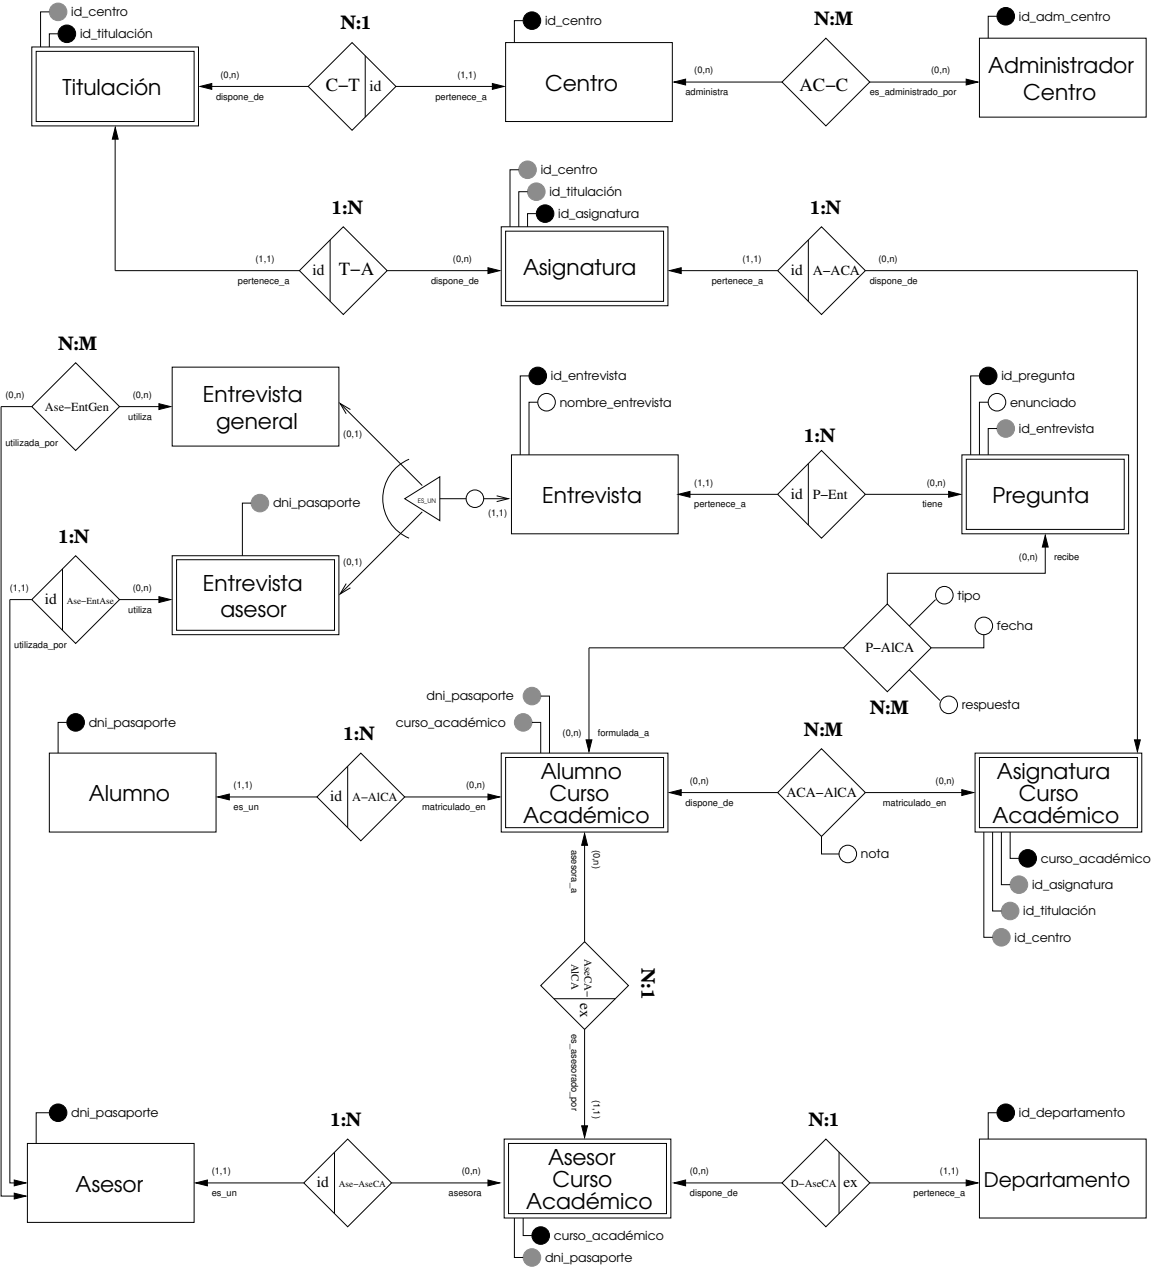 id_centro
id_titulación
Titulación
N:1
C–T
id
(0,n)
dispone_de
(1,1)
pertenece_a
id_centro
Centro
N:M
AC–C
(0,n)
administra
(0,n)
es_administrado_por
id_adm_centro
Administrador
Centro
1:N
id
T–A
(1,1)
pertenece_a
(0,n)
dispone_de
id_centro
id_titulación
id_asignatura
Asignatura
1:N
id
A–ACA
(1,1)
pertenece_a
(0,n)
dispone_de
N:M
Ase–EntGen
(0,n)
utilizada_por
(0,n)
utiliza
Entrevista
general
(0,1)
ES_UN
(1,1)
(0,1)
id_entrevista
nombre_entrevista
Entrevista
1:N
id
P–Ent
(1,1)
pertenece_a
(0,n)
tiene
id_pregunta
enunciado
id_entrevista
Pregunta
1:N
id
Ase–EntAse
(1,1)
utilizada_por
(0,n)
utiliza
dni_pasaporte
Entrevista
asesor
(0,n)
recibe
P–AlCA
tipo
fecha
respuesta
N:M
(0,n)
formulada_a
dni_pasaporte
Alumno
1:N
id
A–AlCA
(1,1)
es_un
(0,n)
matriculado_en
dni_pasaporte
curso_académico
Alumno
Curso
Académico
N:M
ACA–AlCA
(0,n)
dispone_de
(0,n)
matriculado_en
nota
Asignatura
Curso
Académico
curso_académico
id_asignatura
id_titulación
id_centro
(0,n)
asesora_a
AseCA–
AlCA
ex
N:1
es_asesorado_por
(1,1)
dni_pasaporte
Asesor
1:N
id
Ase–AseCA
(1,1)
es_un
(0,n)
asesora
Asesor
Curso
Académico
curso_académico
dni_pasaporte
N:1
D–AseCA
ex
(0,n)
dispone_de
(1,1)
pertenece_a
id_departamento
Departamento